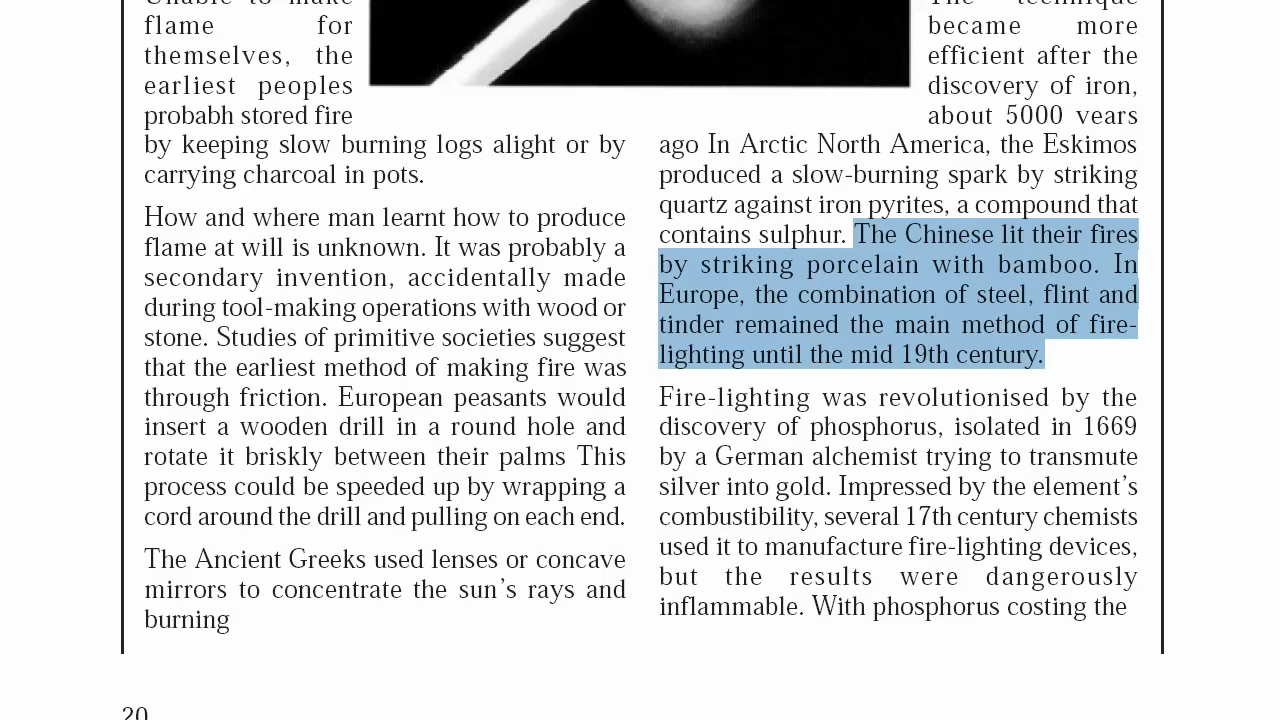 Unable to make
flame for
themselves, the
earliest peoples
probabh stored fire
by keeping slow burning logs alight or by
carrying charcoal in pots.
How and where man learnt how to produce
flame at will is unknown. It was probably a
secondary invention, accidentally made
during tool-making operations with wood or
stone. Studies of primitive societies suggest
that the earliest method of making fire was
through friction. European peasants would
insert a wooden drill in a round hole and
rotate it briskly between their palms This
process could be speeded up by wrapping a
cord around the drill and pulling on each end.
The Ancient Greeks used lenses or concave
mirrors to concentrate the sun’s rays and
burning
The technique
became more
efficient after the
discovery of iron,
about 5000 vears
ago In Arctic North America, the Eskimos
produced a slow-burning spark by striking
quartz against iron pyrites, a compound that
contains sulphur. The Chinese lit their fires
by striking porcelain with bamboo. In
Europe, the combination of steel, flint and
tinder remained the main method of fire-
lighting until the mid 19th century.
Fire-lighting was revolutionised by the
discovery of phosphorus, isolated in 1669
by a German alchemist trying to transmute
silver into gold. Impressed by the element’s
combustibility, several 17th century chemists
used it to manufacture fire-lighting devices,
but the results were dangerously
inflammable. With phosphorus costing the
20